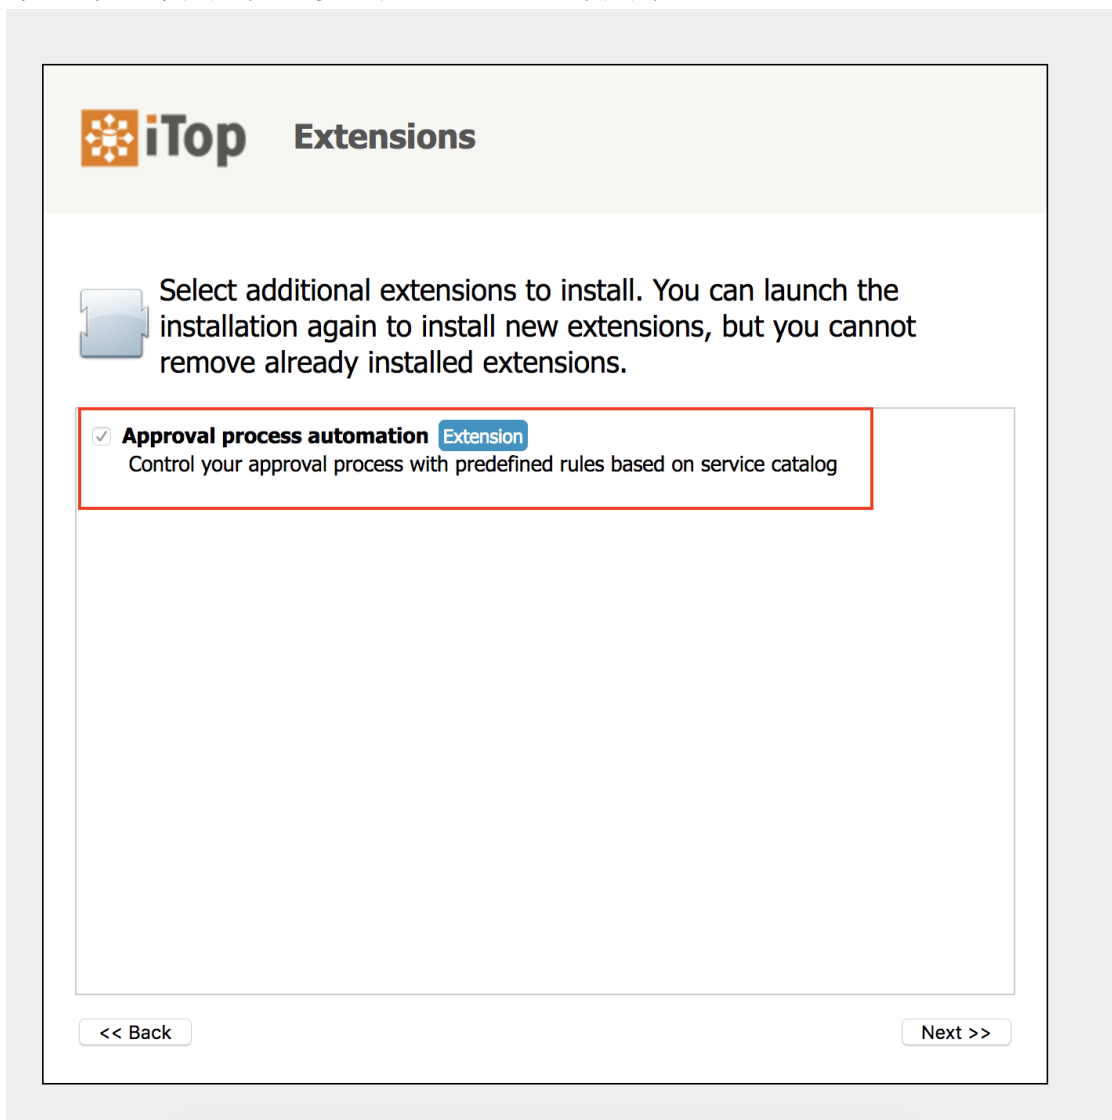 iTop
Extensions
Select additional extensions to install. You can launch the
installation again to install new extensions, but you cannot
remove already installed extensions.
Approval process automation Extension
Control your approval process with predefined rules based on service catalog
<< Back
Next >>